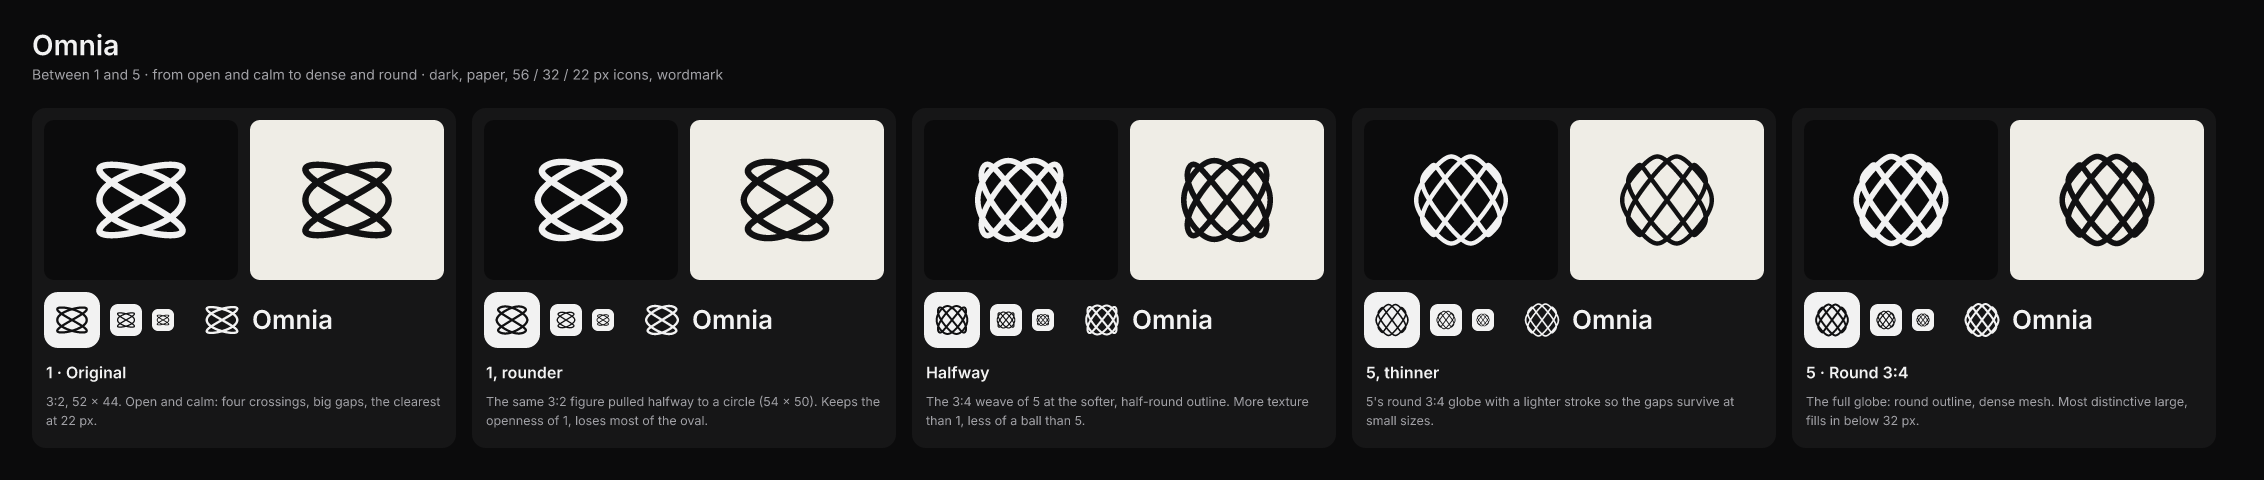 Omnia
Between 1 and 5 · from open and calm to dense and round · dark, paper, 56 / 32 / 22 px icons, wordmark
Omnia
1 · Original
3:2, 52 × 44. Open and calm: four crossings, big gaps, the clearest
at 22 px.
Omnia
1, rounder
The same 3:2 figure pulled halfway to a circle (54 × 50). Keeps the
openness of 1, loses most of the oval.
Omnia
Halfway
The 3:4 weave of 5 at the softer, half-round outline. More texture
than 1, less of a ball than 5.
Omnia
5, thinner
5's round 3:4 globe with a lighter stroke so the gaps survive at
small sizes.
Omnia
5 · Round 3:4
The full globe: round outline, dense mesh. Most distinctive large,
fills in below 32 px.